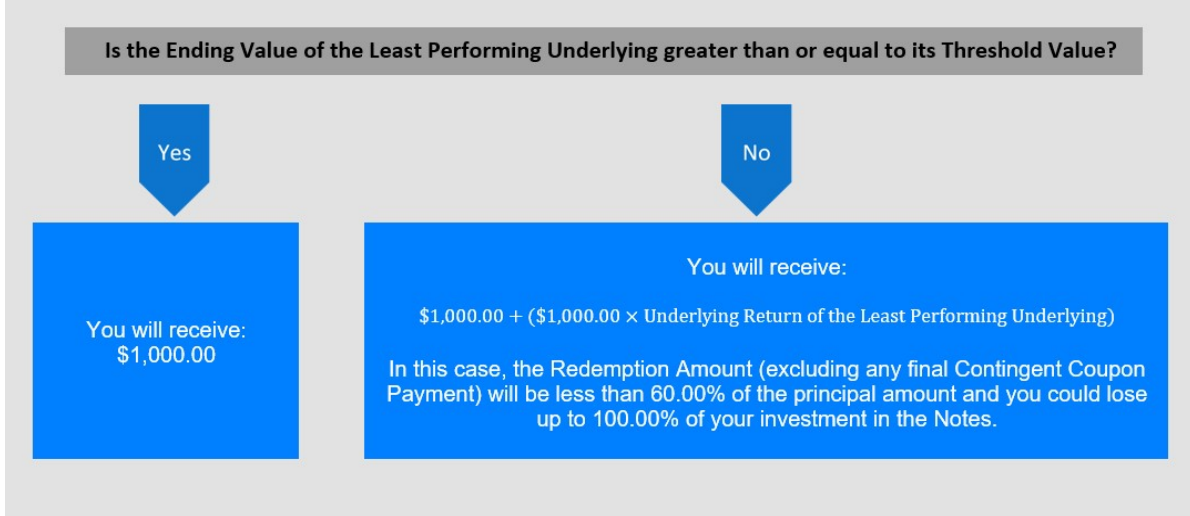 Is the Ending Value of the Least Performing Underlying greater than or equal to its Threshold Value?
Yes
No
You will receive:
$1,000.00
You will receive:
$1,000.00 + ($1,000.00 × Underlying Return of the Least Performing Underlying)
In this case, the Redemption Amount (excluding any final Contingent Coupon
Payment) will be less than 60.00% of the principal amount and you could lose
up to 100.00% of your investment in the Notes.